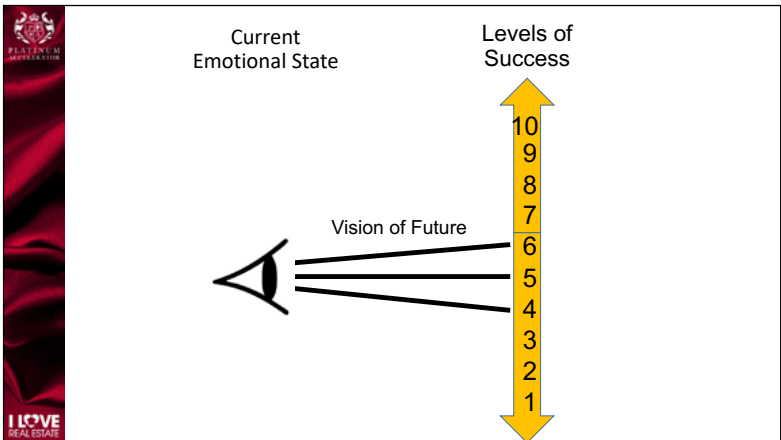 PLATINUM
ACCELERATOR
Current
Emotional State
Levels of
Success
10
9
8
7
Vision of Future
6
5
4
3
2
1
I LOVE
REAL ESTATE